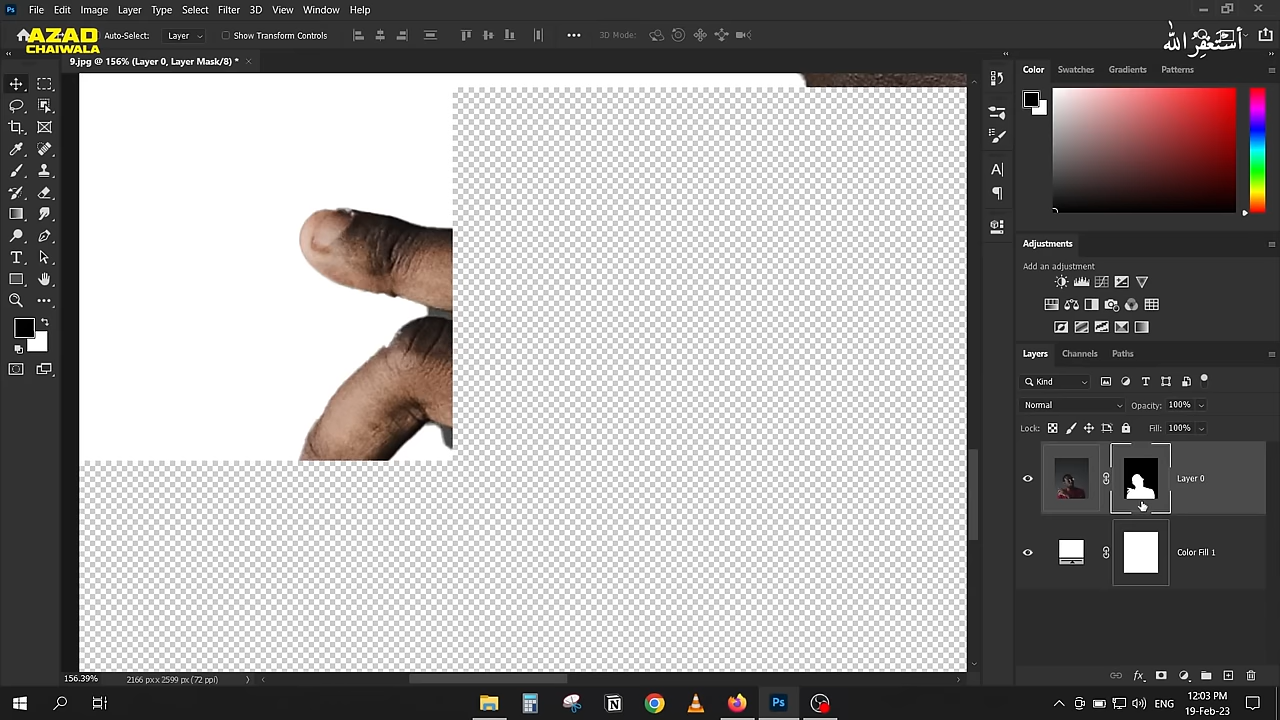 Ps File Edit Image Layer Type Select Filter 3D View Window Help
AZAD
CHAIWALA
Auto-Select: Layer Show Transform Controls ••• 3D Mode:
أستغفر الله
9.jpg @ 156% (Layer 0, Layer Mask/8) * ×
Color Swatches Gradients Patterns
Adjustments
Add an adjustment
Layers Channels Paths
Kind
Normal Opacity: 100%
Lock: Fill: 100%
Layer 0
Color Fill 1
fx
156.39% 2166 px x 2599 px (72 ppi)
Ps ENG 12:03 PM
19-Feb-23